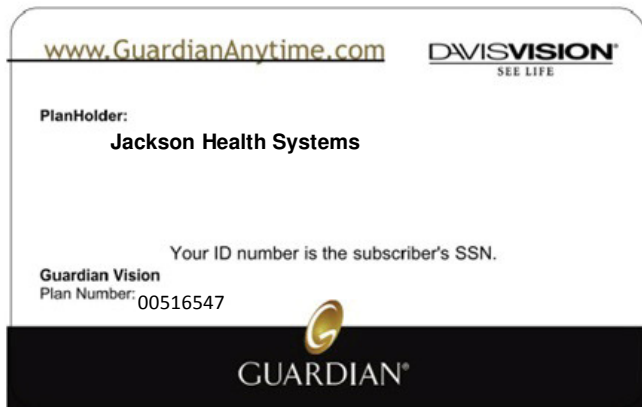 www.GuardianAnytime.com
DAVISVISION®
SEE LIFE
PlanHolder:
Jackson Health Systems
Your ID number is the subscriber's SSN.
Guardian Vision
Plan Number: 00516547
G
GUARDIAN®